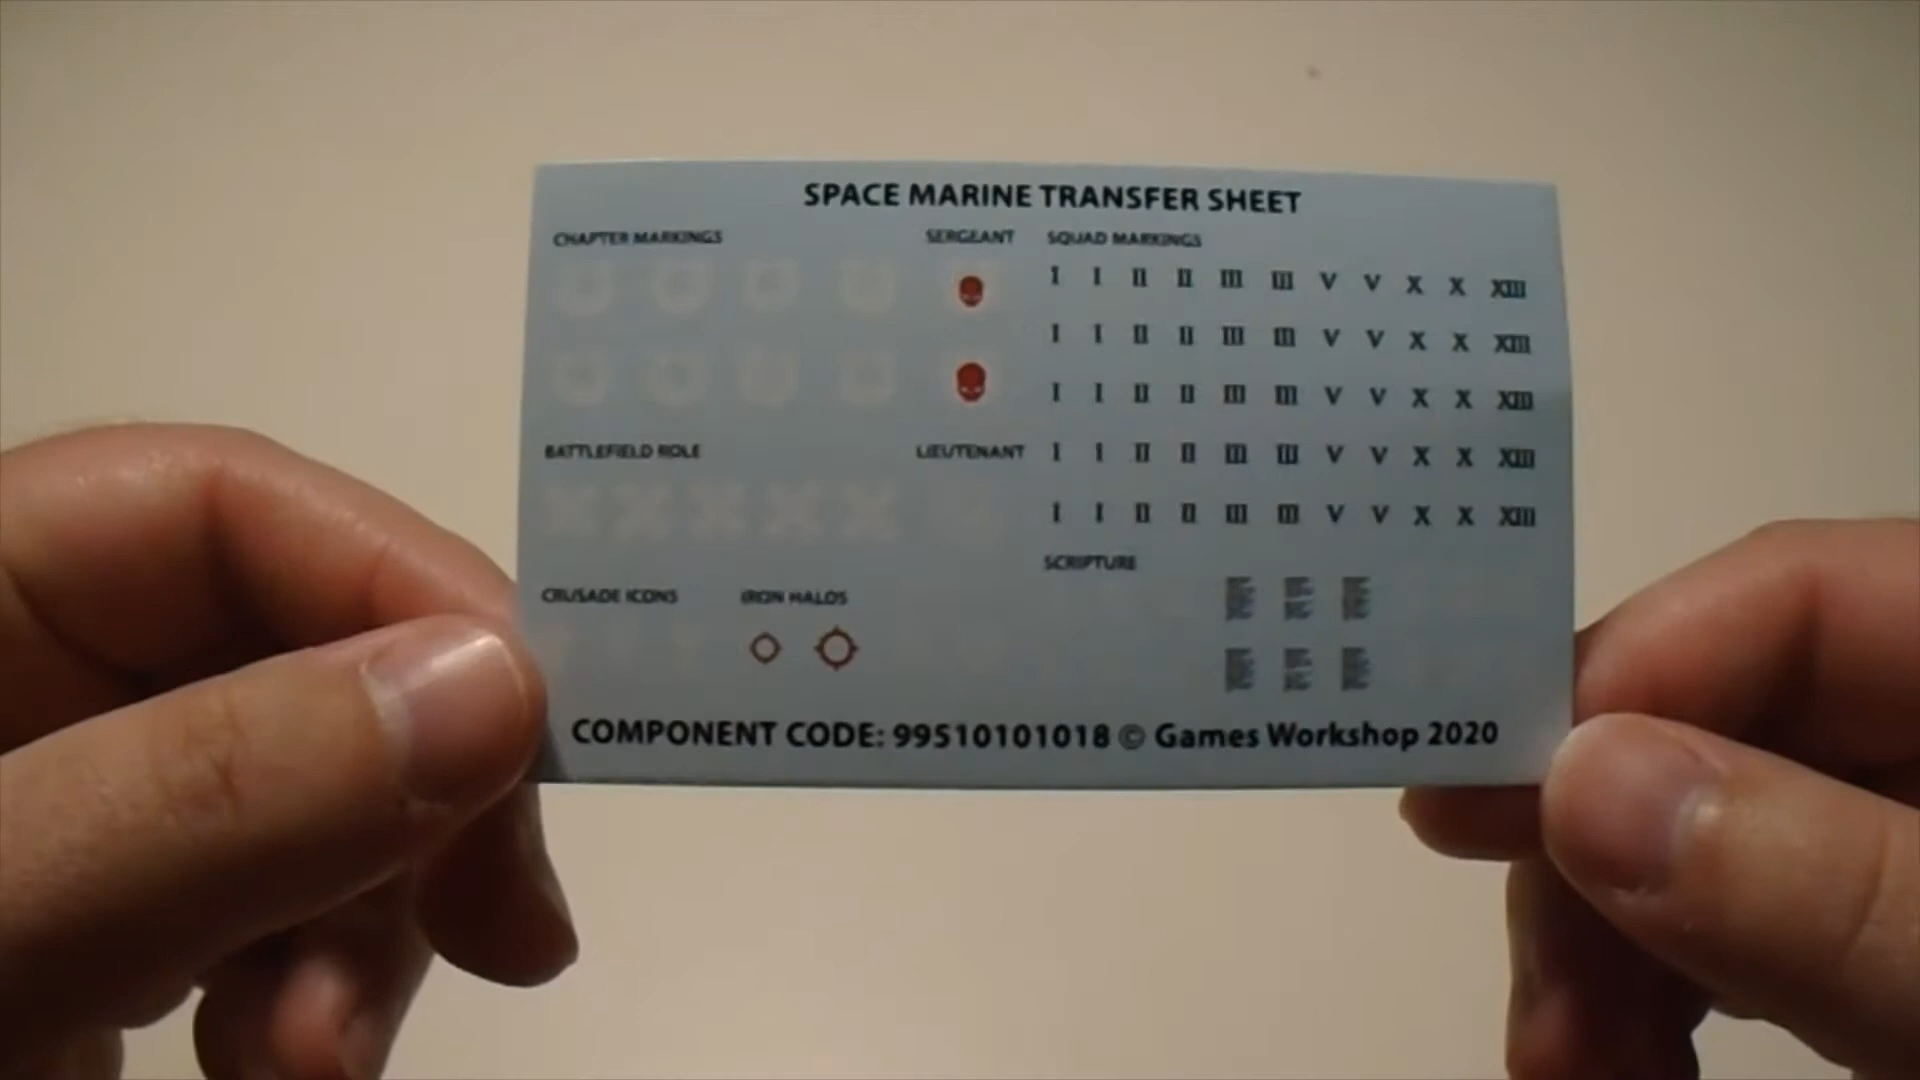 SPACE MARINE TRANSFER SHEET
CHAPTER MARKINGS SERGEANT SQUAD MARKINGS
I I II II III III V V X X XIII
I I II II III III V V X X XIII
I I II II III III V V X X XIII
BATTLEFIELD ROLE LIEUTENANT I I II II III III V V X X XIII
I I II II III III V V X X XIII
SCRIPTURE
CRUSADE ICONS IRON HALOS
COMPONENT CODE: 99510101018 © Games Workshop 2020